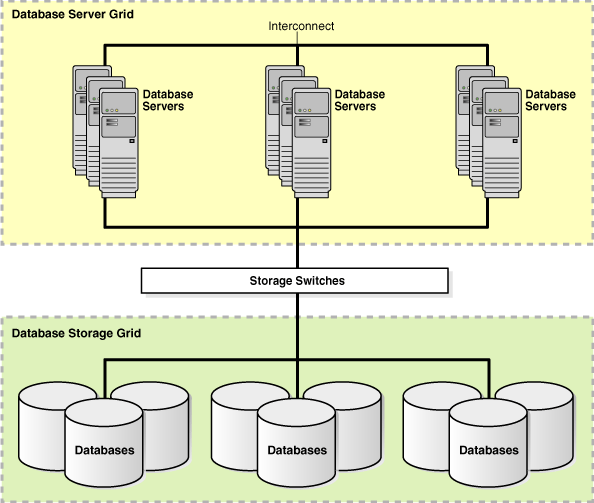 Database Server Grid
Interconnect
Database
Servers
Database
Servers
Database
Servers
Storage Switches
Database Storage Grid
Databases
Databases
Databases